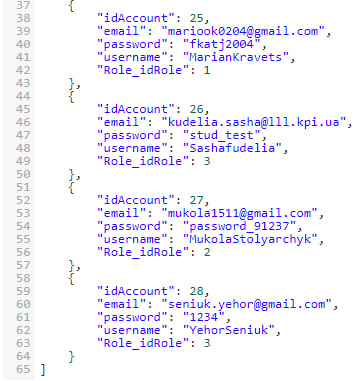 37 {
38 "idAccount": 25,
39 "email": "mariook0204@gmail.com",
40 "password": "fkatj2004",
41 "username": "MarianKravets",
42 "Role_idRole": 1
43 },
44 {
45 "idAccount": 26,
46 "email": "kudelia.sasha@lll.kpi.ua",
47 "password": "stud_test",
48 "username": "Sashafudelia",
49 "Role_idRole": 3
50 },
51 {
52 "idAccount": 27,
53 "email": "mukola1511@gmail.com",
54 "password": "password_91237",
55 "username": "MukolaStolyarchyk",
56 "Role_idRole": 2
57 },
58 {
59 "idAccount": 28,
60 "email": "seniuk.yehor@gmail.com",
61 "password": "1234",
62 "username": "YehorSeniuk",
63 "Role_idRole": 3
64 }
65 ]